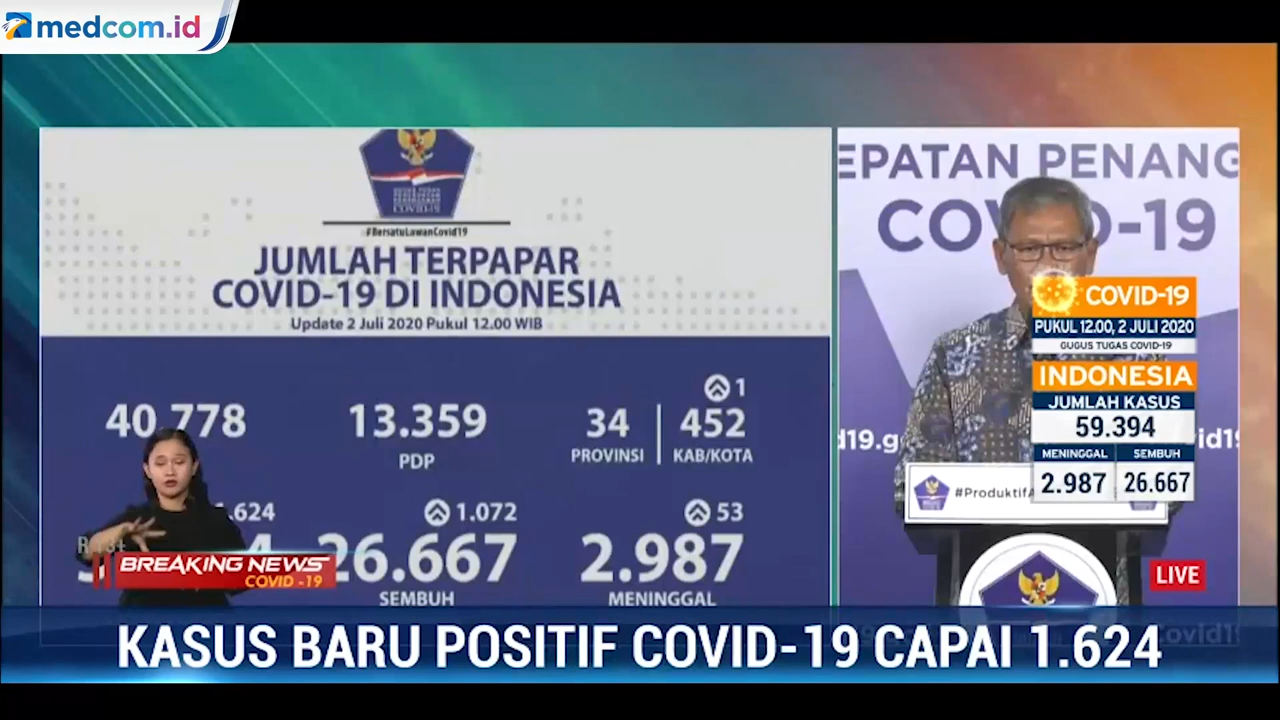 medcom.id
#BersatuLawanCovid19
JUMLAH TERPAPAR
COVID-19 DI INDONESIA
Update 2 Juli 2020 Pukul 12.00 WIB
40.778
13.359
PDP
34
PROVINSI
1
452
KAB/KOTA
.624
1.072
26.667
SEMBUH
53
2.987
MENINGGAL
BREAKING NEWS
COVID -19
EPATAN PENANG
COVID-19
COVID-19
PUKUL 12.00, 2 JULI 2020
GUGUS TUGAS COVID-19
INDONESIA
JUMLAH KASUS
59.394
MENINGGAL
SEMBUH
2.987
26.667
#ProduktifA
LIVE
KASUS BARU POSITIF COVID-19 CAPAI 1.624